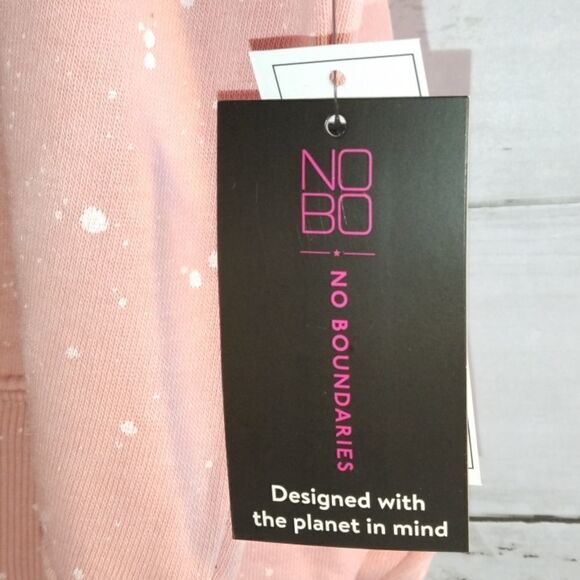 NO
BO
NO BOUNDARIES
Designed with
the planet in mind